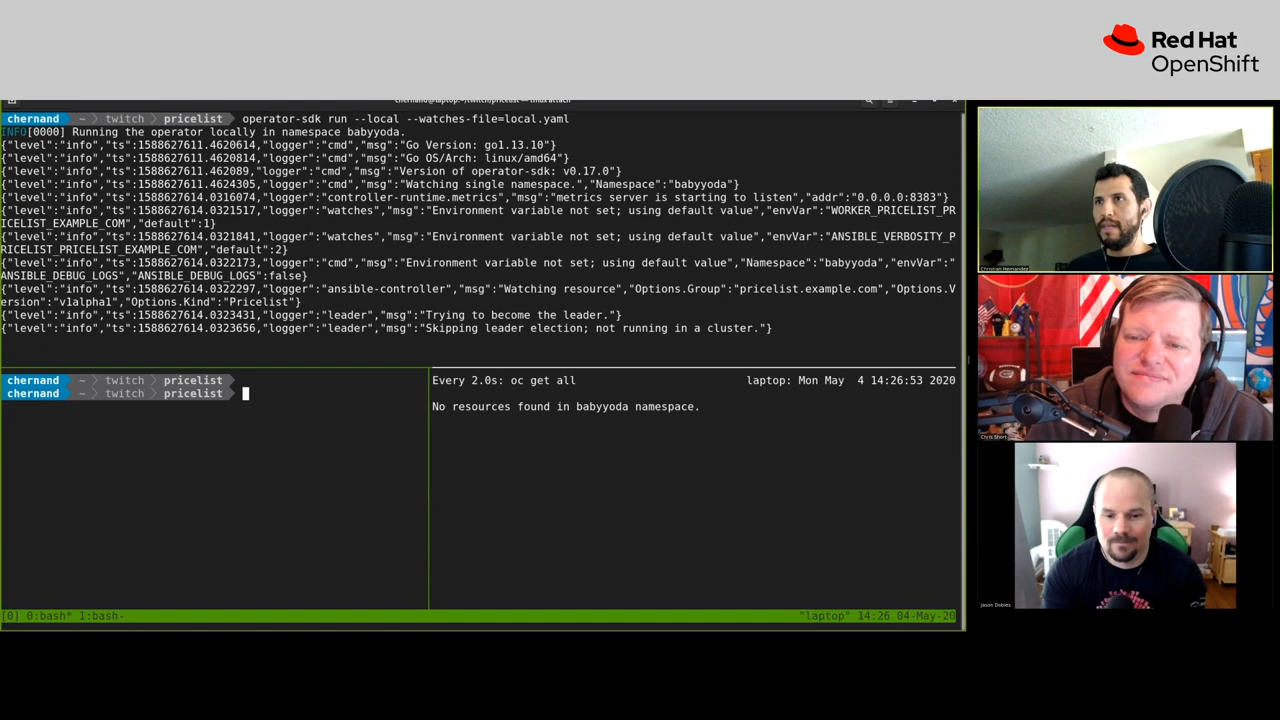 Red Hat
OpenShift
chernand@laptop:~/twitch/pricelist — tmux attach
chernand ~ twitch pricelist operator-sdk run --local --watches-file=local.yaml
INFO[0000] Running the operator locally in namespace babyyoda.
{"level":"info","ts":1588627611.4620614,"logger":"cmd","msg":"Go Version: go1.13.10"}
{"level":"info","ts":1588627611.4620814,"logger":"cmd","msg":"Go OS/Arch: linux/amd64"}
{"level":"info","ts":1588627611.462089,"logger":"cmd","msg":"Version of operator-sdk: v0.17.0"}
{"level":"info","ts":1588627611.4624305,"logger":"cmd","msg":"Watching single namespace.","Namespace":"babyyoda"}
{"level":"info","ts":1588627614.0316074,"logger":"controller-runtime.metrics","msg":"metrics server is starting to listen","addr":"0.0.0.0:8383"}
{"level":"info","ts":1588627614.0321517,"logger":"watches","msg":"Environment variable not set; using default value","envVar":"WORKER_PRICELIST_PR
ICELIST_EXAMPLE_COM","default":1}
{"level":"info","ts":1588627614.0321841,"logger":"watches","msg":"Environment variable not set; using default value","envVar":"ANSIBLE_VERBOSITY_P
RICELIST_PRICELIST_EXAMPLE_COM","default":2}
{"level":"info","ts":1588627614.0322173,"logger":"cmd","msg":"Environment variable not set; using default value","Namespace":"babyyoda","envVar":"
ANSIBLE_DEBUG_LOGS","ANSIBLE_DEBUG_LOGS":false}
{"level":"info","ts":1588627614.0322297,"logger":"ansible-controller","msg":"Watching resource","Options.Group":"pricelist.example.com","Options.V
ersion":"v1alpha1","Options.Kind":"Pricelist"}
{"level":"info","ts":1588627614.0323431,"logger":"leader","msg":"Trying to become the leader."}
{"level":"info","ts":1588627614.0323656,"logger":"leader","msg":"Skipping leader election; not running in a cluster."}
chernand ~ twitch pricelist
chernand ~ twitch pricelist
Every 2.0s: oc get all laptop: Mon May 4 14:26:53 2020
No resources found in babyyoda namespace.
[0] 0:bash* 1:bash- "laptop" 14:26 04-May-20
Christian Hernandez
Chris Short
Jason Dobies